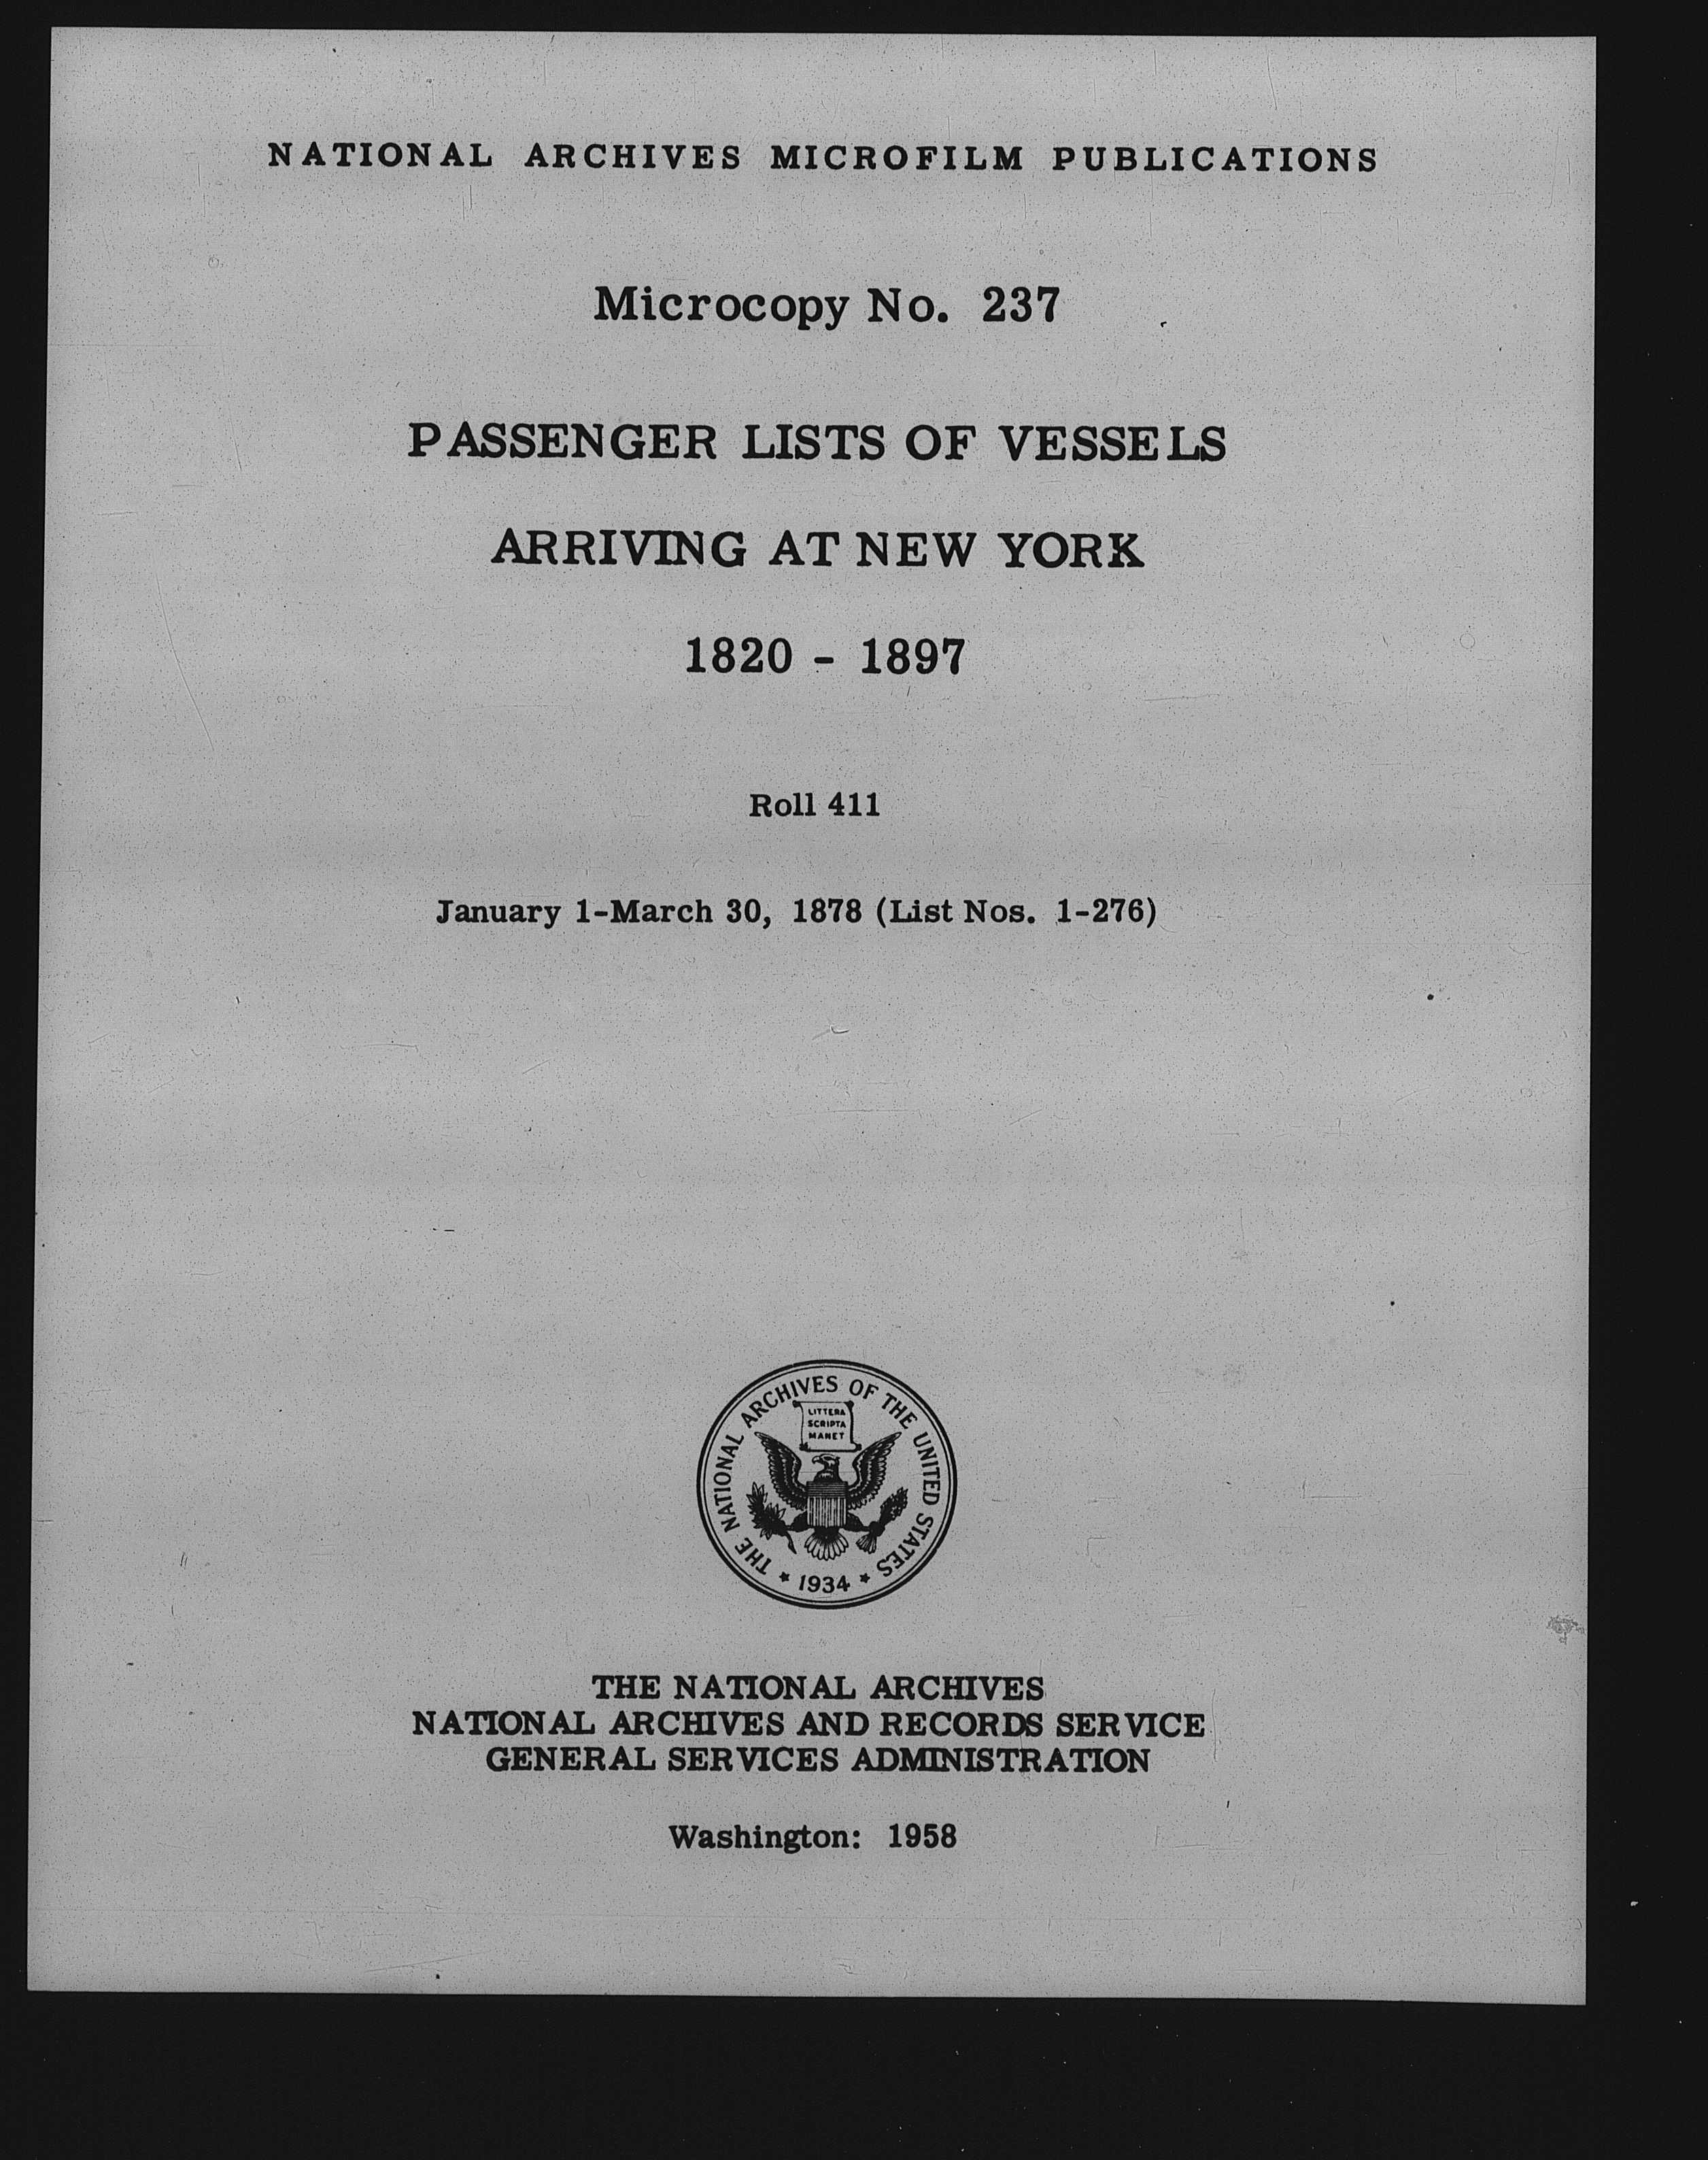 NATIONAL ARCHIVES MICROFILM PUBLICATIONS
Microcopy No. 237
PASSENGER LISTS OF VESSELS
ARRIVING AT NEW YORK
1820 - 1897
Roll 411
January 1-March 30, 1878 (List Nos. 1-276)
THE NATIONAL ARCHIVES OF THE UNITED STATES
LITTERA
SCRIPTA
MANET
* 1934 *
THE NATIONAL ARCHIVES
NATIONAL ARCHIVES AND RECORDS SERVICE
GENERAL SERVICES ADMINISTRATION
Washington: 1958